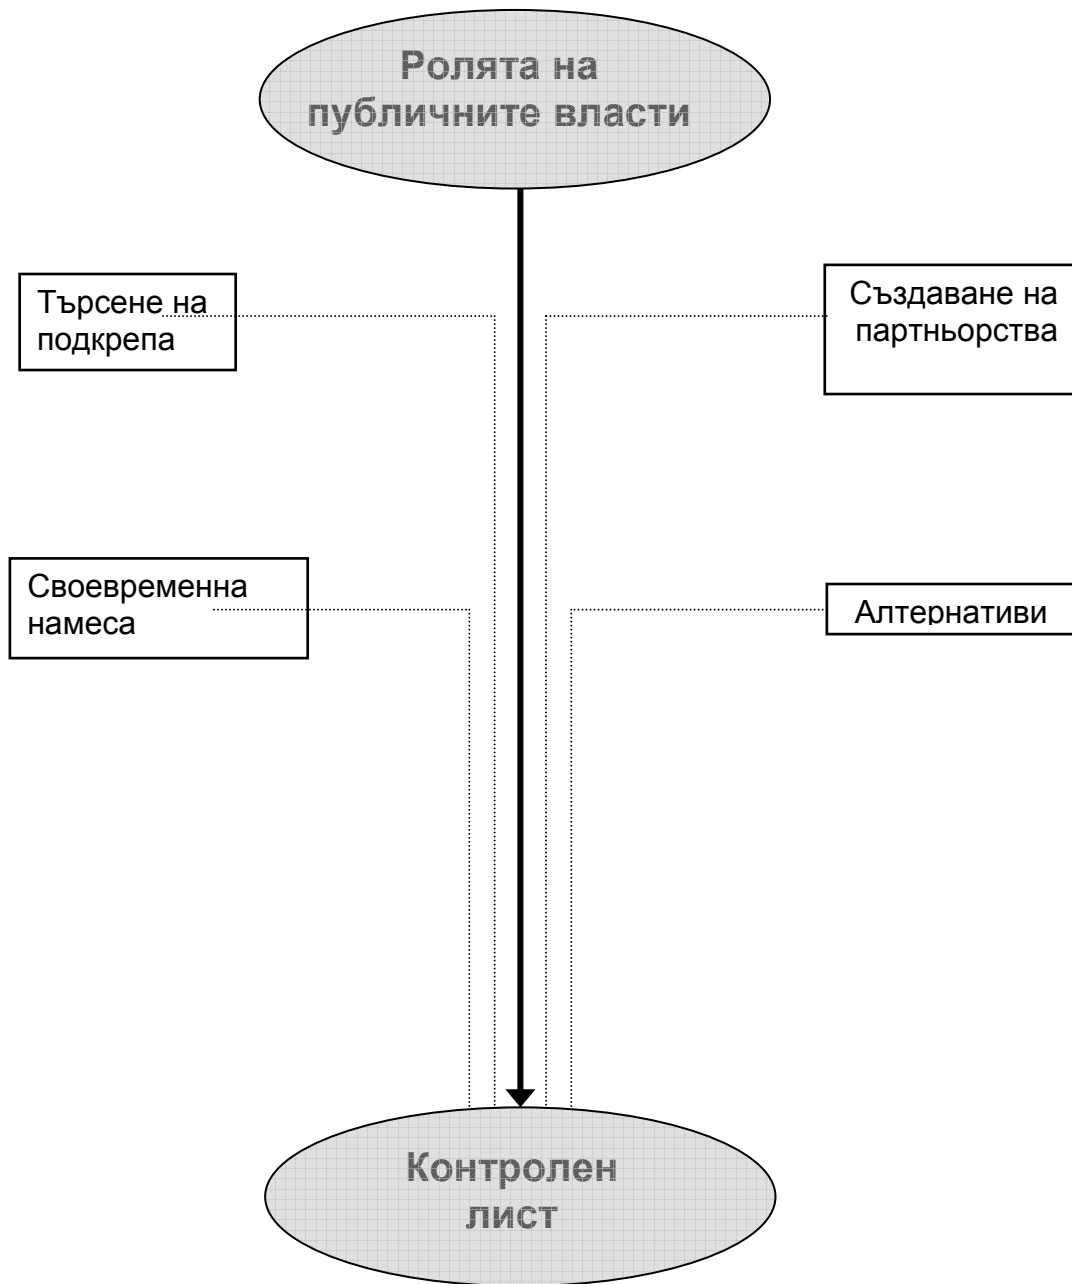 Ролята на
публичните власти
Търсене на
подкрепа
Създаване на
партньорства
Своевременна
намеса
Алтернативи
Контролен
лист